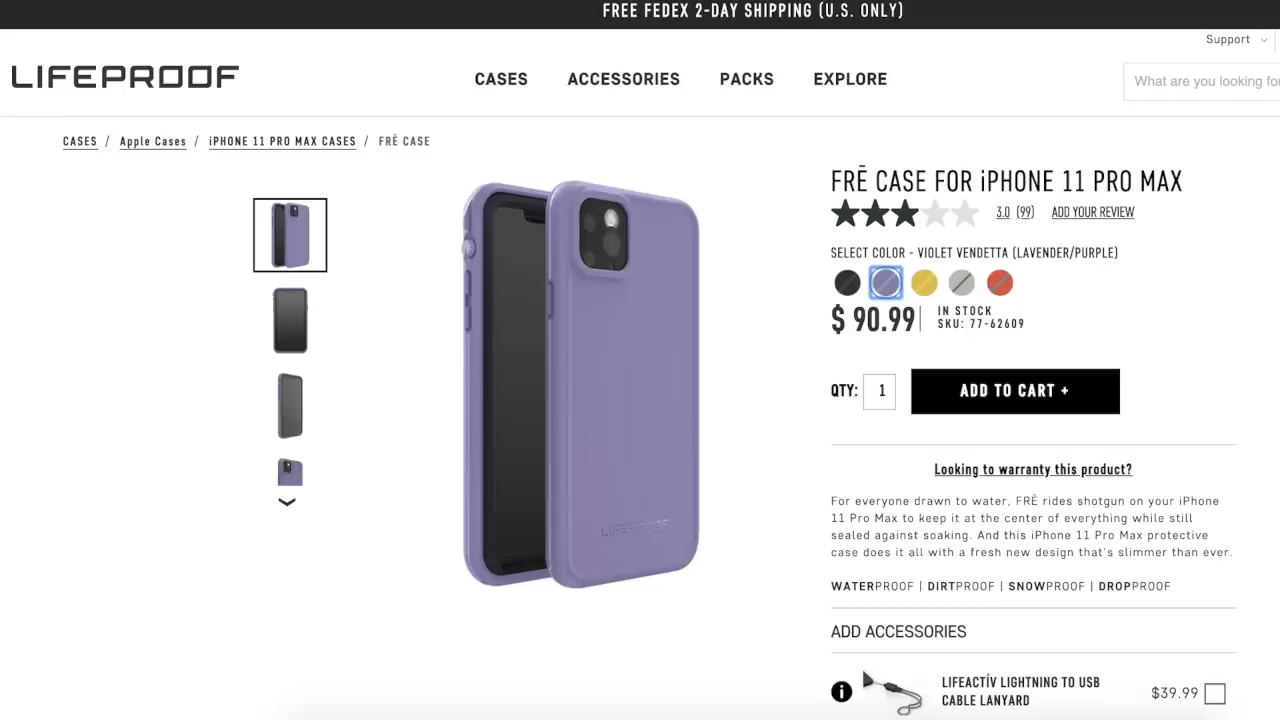 FREE FEDEX 2-DAY SHIPPING (U.S. ONLY)
Support
LIFEPROOF
CASES
ACCESSORIES
PACKS
EXPLORE
What are you looking for
CASES / Apple Cases / iPHONE 11 PRO MAX CASES / FRĒ CASE
FRĒ CASE FOR iPHONE 11 PRO MAX
3.0 (99) ADD YOUR REVIEW
SELECT COLOR - VIOLET VENDETTA (LAVENDER/PURPLE)
$ 90.99
IN STOCK
SKU: 77-62609
QTY: 1 ADD TO CART +
Looking to warranty this product?
For everyone drawn to water, FRĒ rides shotgun on your iPhone
11 Pro Max to keep it at the center of everything while still
sealed against soaking. And this iPhone 11 Pro Max protective
case does it all with a fresh new design that's slimmer than ever.
WATERPROOF | DIRTPROOF | SNOWPROOF | DROPPROOF
LIFEPROOF
ADD ACCESSORIES
LIFEACTÍV LIGHTNING TO USB
CABLE LANYARD
$39.99